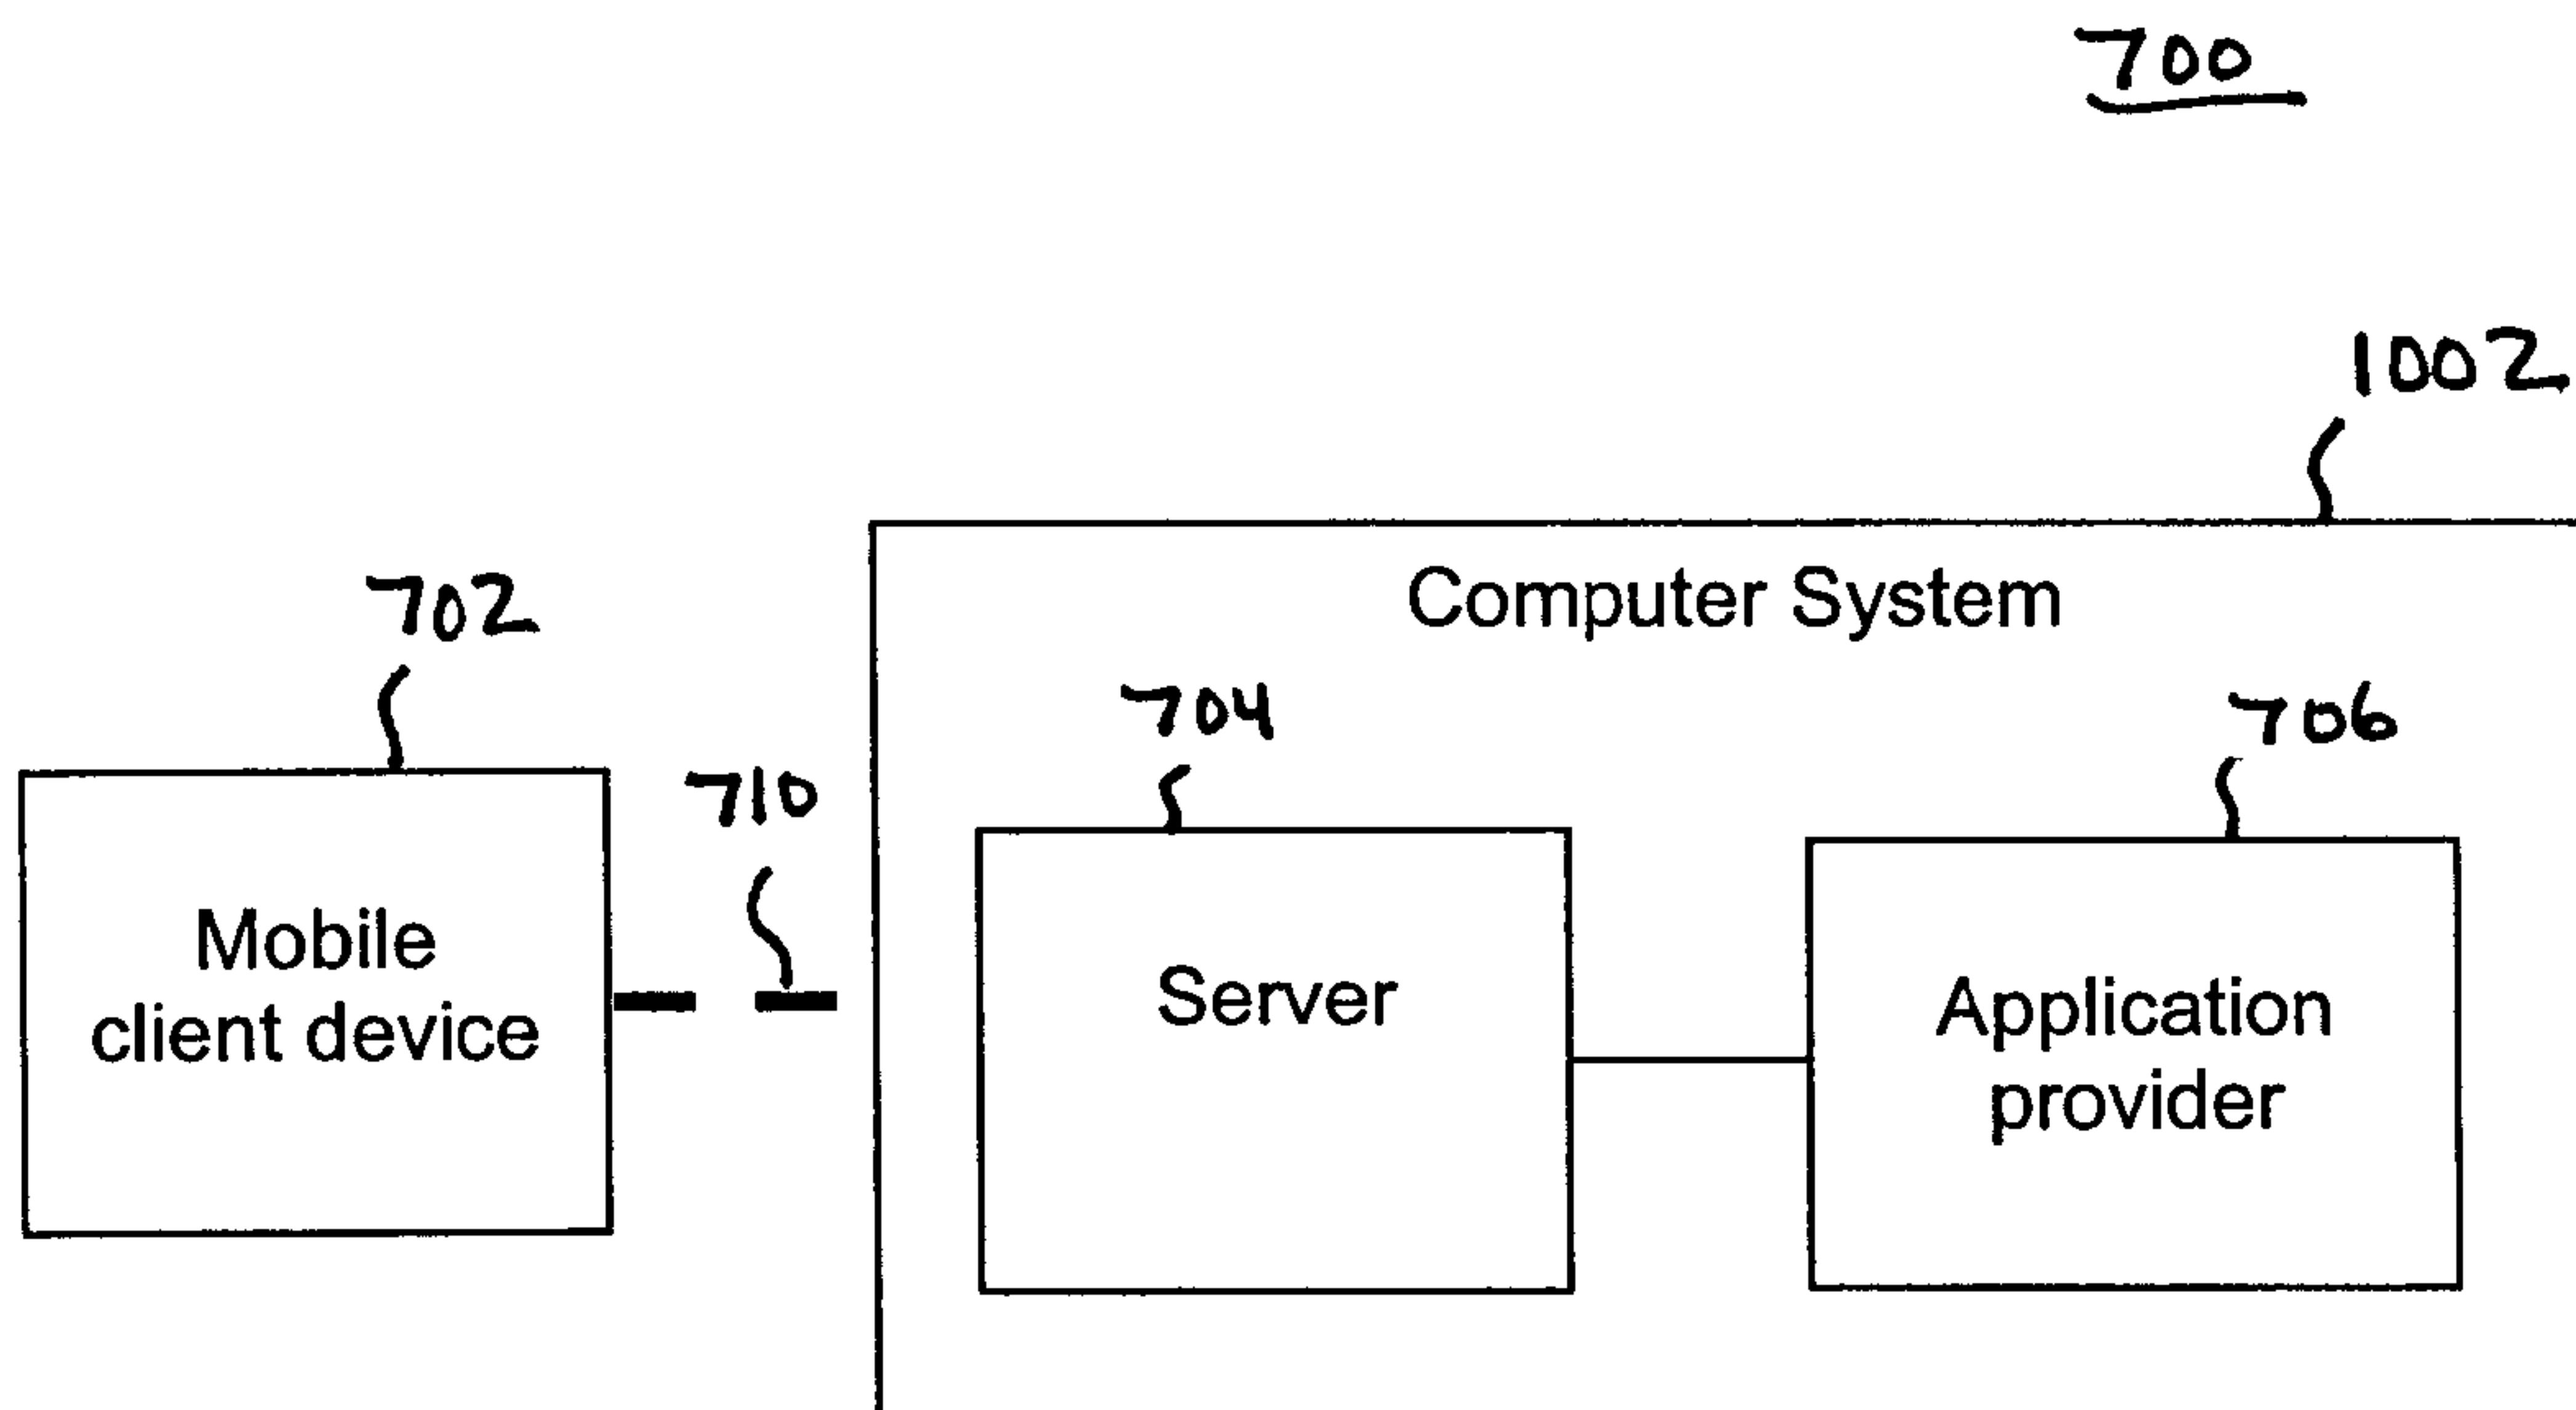 700
1002
Computer System
702
704
706
710
Mobile
client device
Server
Application
provider